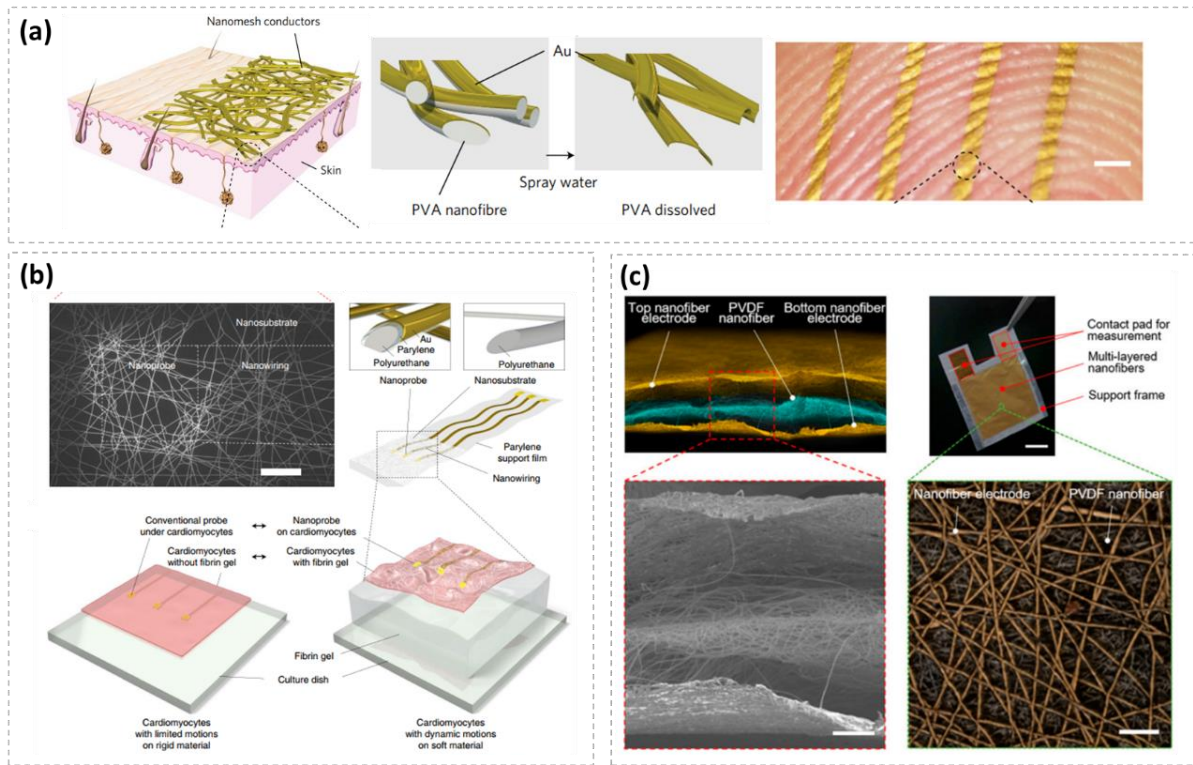 (a)
Nanomesh conductors
Skin
Au
Spray water
PVA nanofibre
PVA dissolved
(b)
Nanosubstrate
Nanoprobe
Nanowiring
Au
Parylene
Polyurethane
Polyurethane
Nanoprobe
Nanosubstrate
Parylene
support film
Nanowiring
Conventional probe
under cardiomyocytes
↔
Nanoprobe
on cardiomyocytes
Cardiomyocytes
without fibrin gel
↔
Cardiomyocytes
with fibrin gel
Fibrin gel
Culture dish
Cardiomyocytes
with limited motions
on rigid material
Cardiomyocytes
with dynamic motions
on soft material
(c)
Top nanofiber
electrode
PVDF
nanofiber
Bottom nanofiber
electrode
Contact pad for
measurement
Multi-layered
nanofibers
Support frame
Nanofiber electrode
PVDF nanofiber